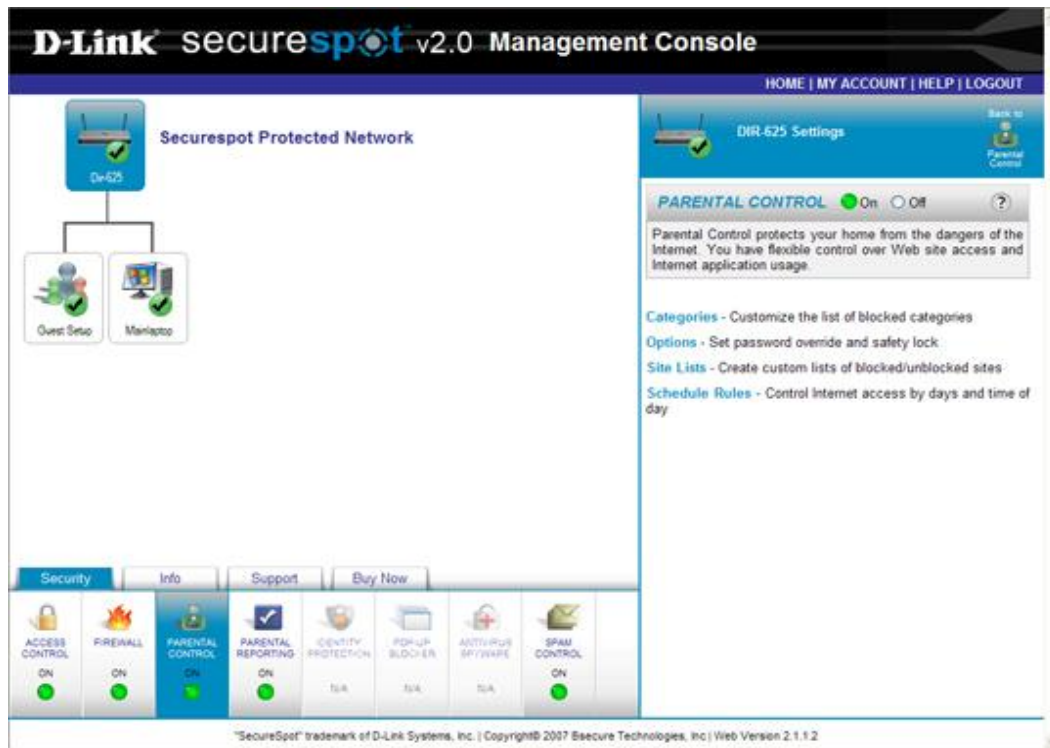 D-Link securespot v2.0 Management Console
HOME | MY ACCOUNT | HELP | LOGOUT
Securespot Protected Network
Dir-625
Guest Setup
Mainlaptop
DIR-625 Settings
Back to
Parental
Control
PARENTAL CONTROL On Off ?
Parental Control protects your home from the dangers of the
Internet. You have flexible control over Web site access and
Internet application usage.
Categories - Customize the list of blocked categories
Options - Set password override and safety lock
Site Lists - Create custom lists of blocked/unblocked sites
Schedule Rules - Control Internet access by days and time of
day
Security Info Support Buy Now
ACCESS
CONTROL
ON
FIREWALL
ON
PARENTAL
CONTROL
ON
PARENTAL
REPORTING
ON
IDENTITY
PROTECTION
N/A
POP-UP
BLOCKER
N/A
ANTIVIRUS
SPYWARE
N/A
SPAM
CONTROL
ON
"SecureSpot" trademark of D-Link Systems, Inc. | Copyright© 2007 Bsecure Technologies, Inc | Web Version 2.1.1.2